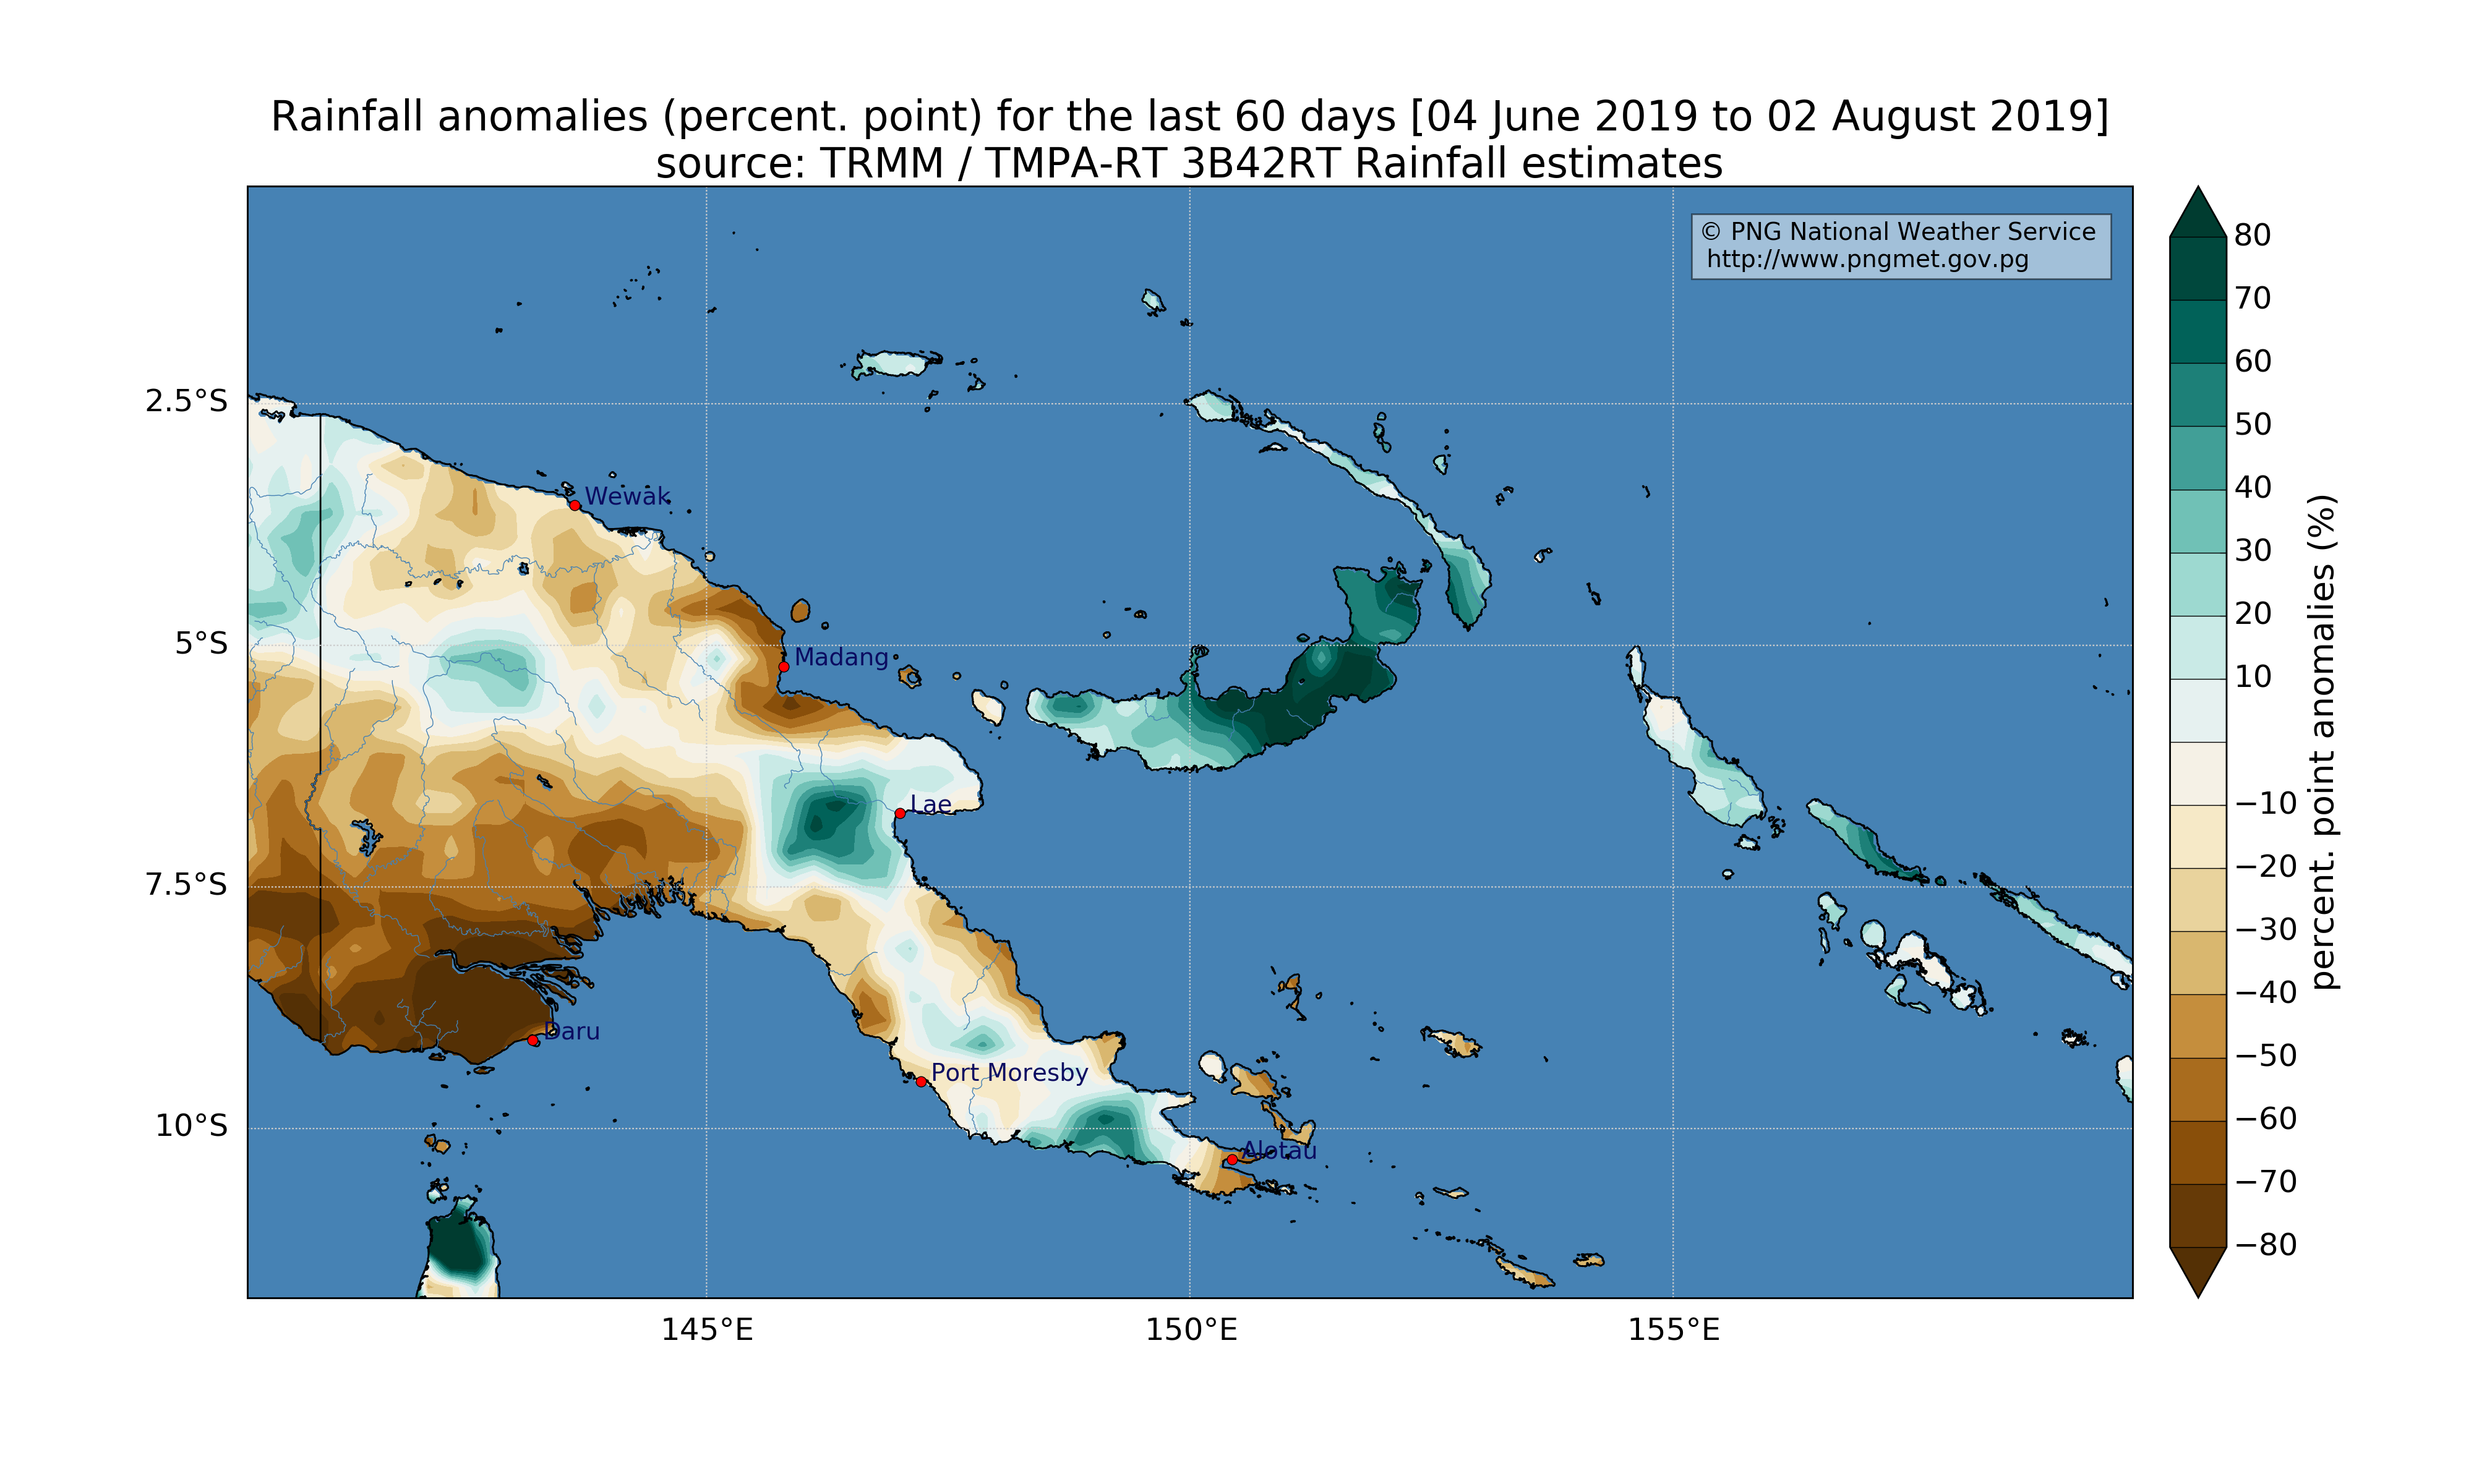 Rainfall anomalies (percent. point) for the last 60 days [04 June 2019 to 02 August 2019]
source: TRMM / TMPA-RT 3B42RT Rainfall estimates
© PNG National Weather Service
http://www.pngmet.gov.pg
2.5°S
5°S
7.5°S
10°S
Wewak
Madang
Lae
Daru
Port Moresby
Alotau
145°E
150°E
155°E
80
70
60
50
40
30
20
10
−10
−20
−30
−40
−50
−60
−70
−80
percent. point anomalies (%)